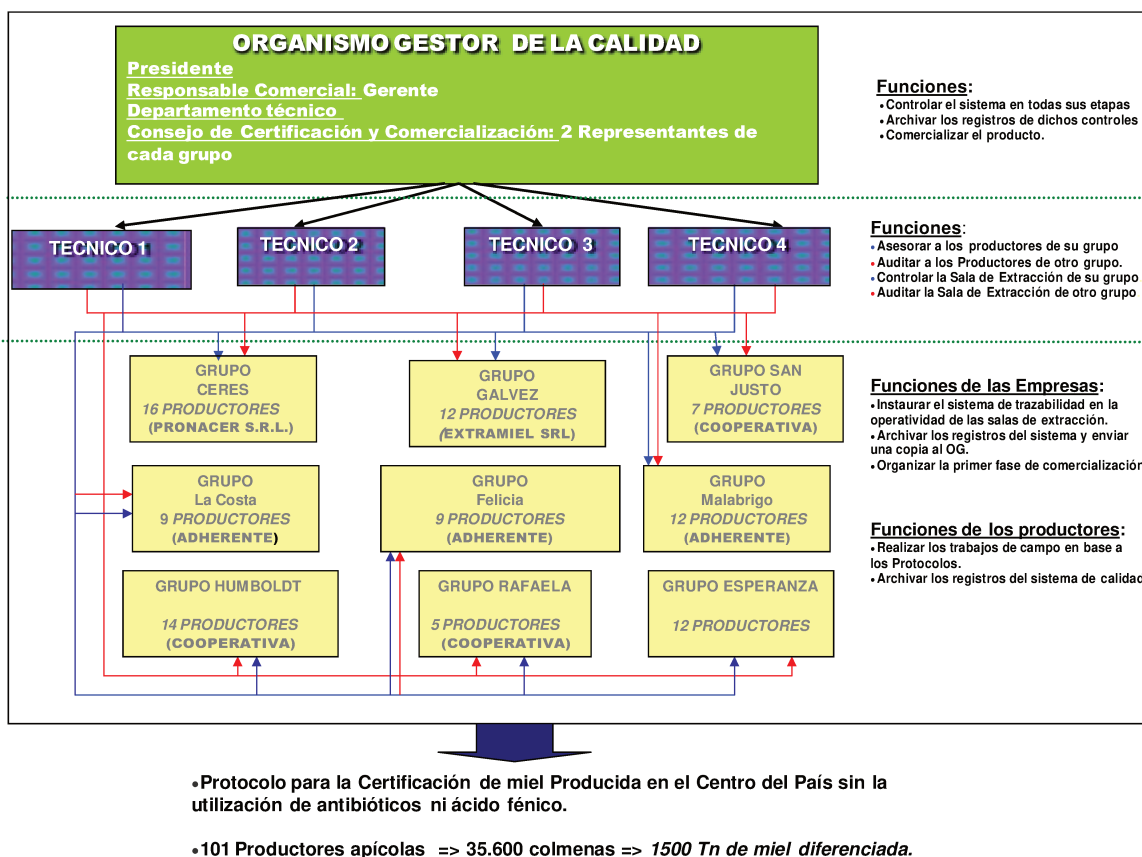 ORGANISMO GESTOR DE LA CALIDAD
Presidente
Responsable Comercial: Gerente
Departamento técnico
Consejo de Certificación y Comercialización: 2 Representantes de
cada grupo
Funciones:
•Controlar el sistema en todas sus etapas
•Archivar los registros de dichos controles
•Comercializar el producto.
TECNICO 1
TECNICO 2
TECNICO 3
TECNICO 4
Funciones:
•Asesorar a los productores de su grupo
•Auditar a los Productores de otro grupo.
•Controlar la Sala de Extracción de su grupo
•Auditar la Sala de Extracción de otro grupo
GRUPO
CERES
16 PRODUCTORES
(PRONACER S.R.L.)
GRUPO
GALVEZ
12 PRODUCTORES
(EXTRAMIEL SRL)
GRUPO SAN
JUSTO
7 PRODUCTORES
(COOPERATIVA)
Funciones de las Empresas:
•Instaurar el sistema de trazabilidad en la
operatividad de las salas de extracción.
•Archivar los registros del sistema y enviar
una copia al OG.
•Organizar la primer fase de comercialización
GRUPO
La Costa
9 PRODUCTORES
(ADHERENTE)
GRUPO
Felicia
9 PRODUCTORES
(ADHERENTE)
GRUPO
Malabrigo
12 PRODUCTORES
(ADHERENTE)
Funciones de los productores:
•Realizar los trabajos de campo en base a
los Protocolos.
•Archivar los registros del sistema de calidad
GRUPO HUMBOLDT
14 PRODUCTORES
(COOPERATIVA)
GRUPO RAFAELA
5 PRODUCTORES
(COOPERATIVA)
GRUPO ESPERANZA
12 PRODUCTORES
•Protocolo para la Certificación de miel Producida en el Centro del País sin la
utilización de antibióticos ni ácido fénico.
•101 Productores apícolas => 35.600 colmenas => 1500 Tn de miel diferenciada.